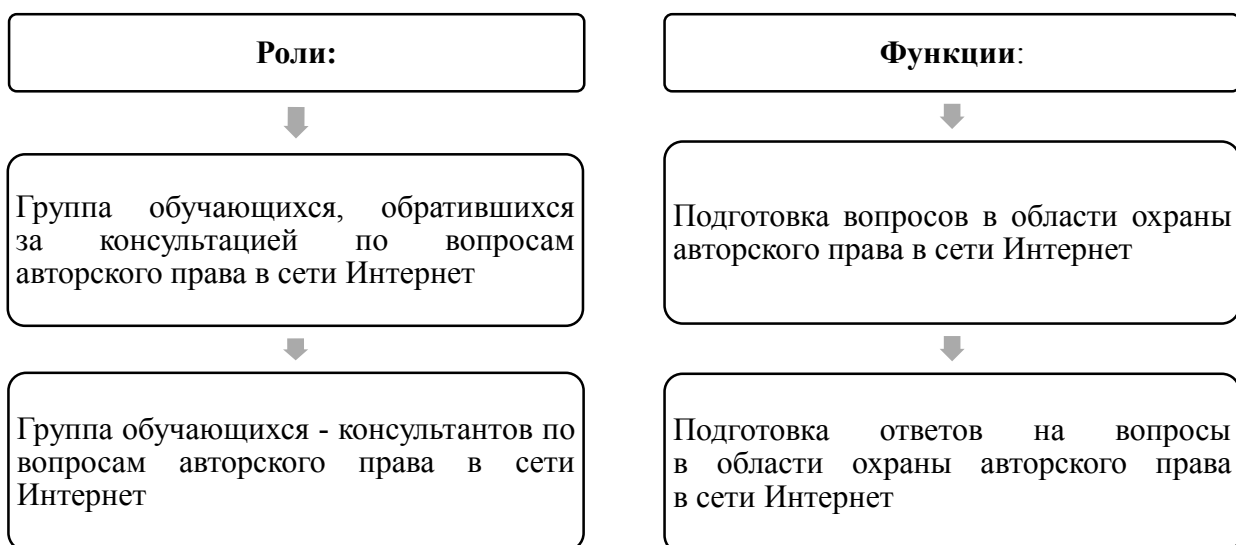 Роли:
Группа обучающихся, обратившихся
за консультацией по вопросам
авторского права в сети Интернет
Группа обучающихся - консультантов по
вопросам авторского права в сети
Интернет
Функции:
Подготовка вопросов в области охраны
авторского права в сети Интернет
Подготовка ответов на вопросы
в области охраны авторского права
в сети Интернет